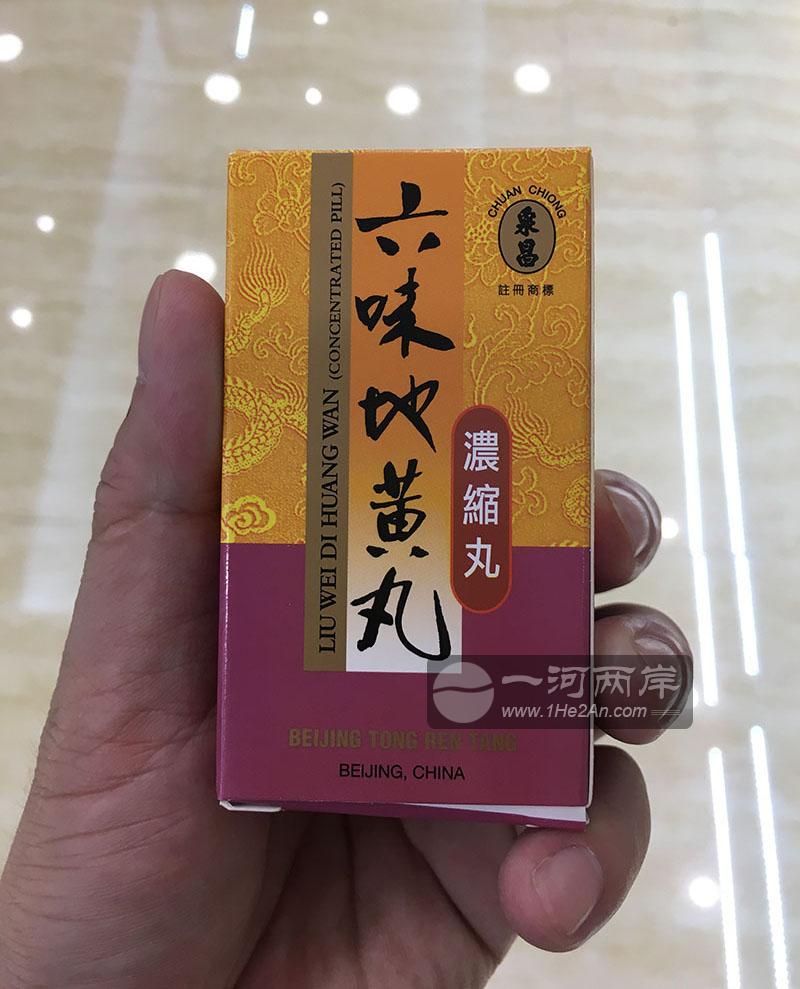 CHUAN CHIONG
泉昌
註冊商標
六味地黃丸
LIU WEI DI HUANG WAN (CONCENTRATED PILL)
濃縮丸
BEIJING TONG REN TANG
BEIJING, CHINA
一河两岸
www.1He2An.com